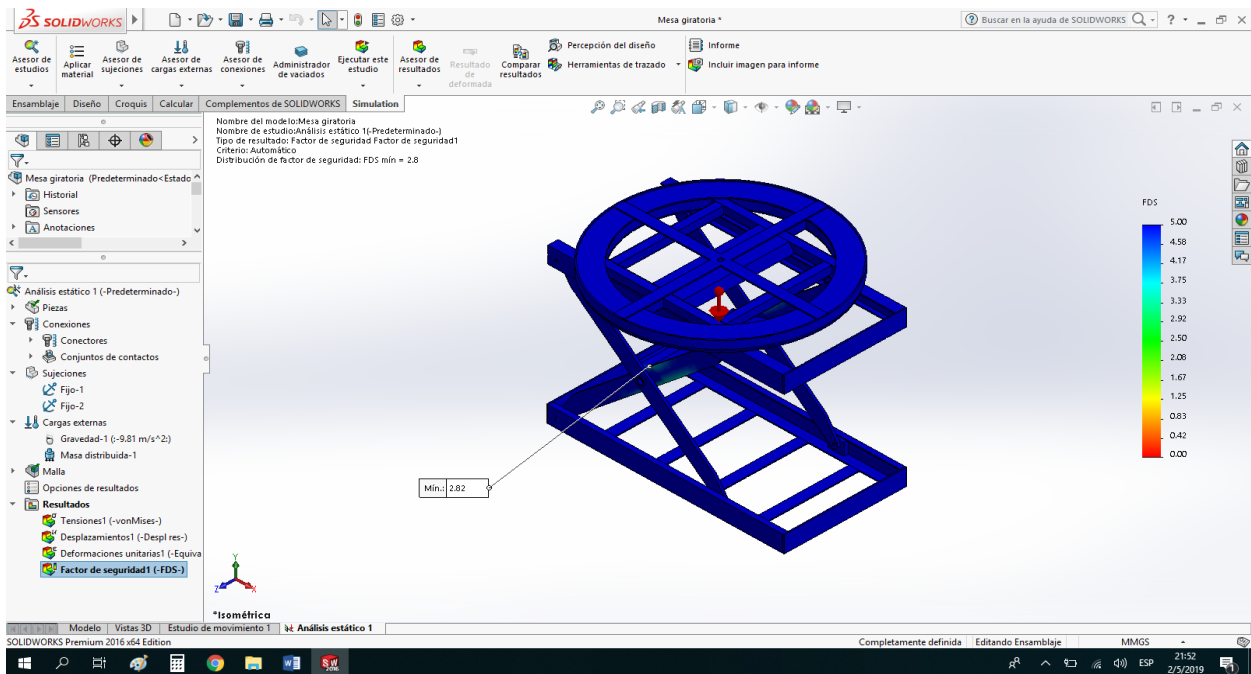 SOLIDWORKS
Mesa giratoria *
Buscar en la ayuda de SOLIDWORKS
Asesor de estudios
Aplicar material
Asesor de sujeciones
Asesor de cargas externas
Asesor de conexiones
Administrador de vaciados
Ejecutar este estudio
Asesor de resultados
Resultado de deformada
Comparar resultados
Percepción del diseño
Herramientas de trazado
Informe
Incluir imagen para informe
Ensamblaje Diseño Croquis Calcular Complementos de SOLIDWORKS Simulation
Nombre del modelo:Mesa giratoria
Nombre de estudio:Análisis estático 1(-Predeterminado-)
Tipo de resultado: Factor de seguridad Factor de seguridad1
Criterio: Automático
Distribución de factor de seguridad: FDS mín = 2.8
Mesa giratoria (Predeterminado<Estado
Historial
Sensores
Anotaciones
Análisis estático 1 (-Predeterminado-)
Piezas
Conexiones
Conectores
Conjuntos de contactos
Sujeciones
Fijo-1
Fijo-2
Cargas externas
Gravedad-1 (:-9.81 m/s^2:)
Masa distribuida-1
Malla
Opciones de resultados
Resultados
Tensiones1 (-vonMises-)
Desplazamientos1 (-Despl res-)
Deformaciones unitarias1 (-Equiva
Factor de seguridad1 (-FDS-)
Mín.: 2.82
FDS
5.00
4.58
4.17
3.75
3.33
2.92
2.50
2.08
1.67
1.25
0.83
0.42
0.00
Y
Z
X
*Isométrica
Modelo Vistas 3D Estudio de movimiento 1 Análisis estático 1
SOLIDWORKS Premium 2016 x64 Edition
Completamente definida Editando Ensamblaje MMGS
ESP
21:52
2/5/2019